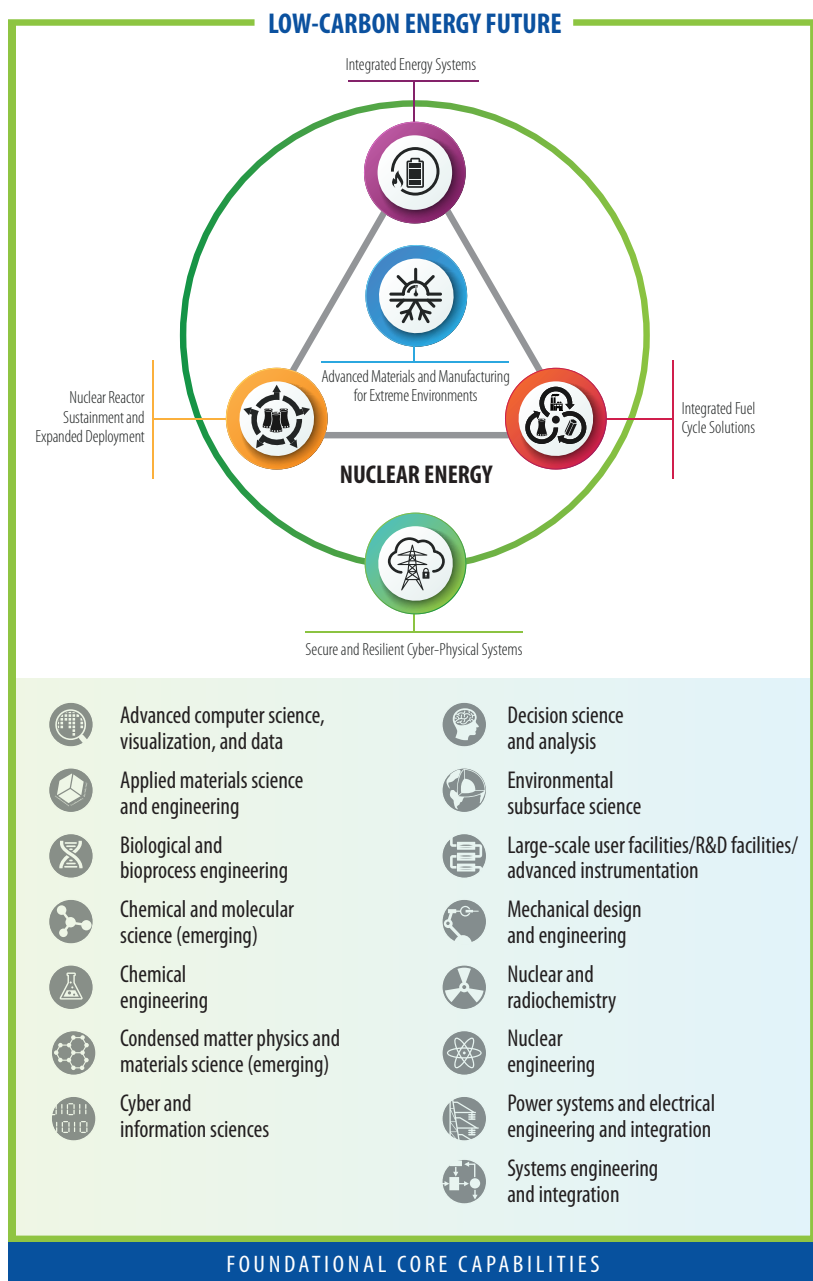 LOW-CARBON ENERGY FUTURE
Integrated Energy Systems
Advanced Materials and Manufacturing
for Extreme Environments
Nuclear Reactor
Sustainment and
Expanded Deployment
Integrated Fuel
Cycle Solutions
NUCLEAR ENERGY
Secure and Resilient Cyber-Physical Systems
Advanced computer science,
visualization, and data
Applied materials science
and engineering
Biological and
bioprocess engineering
Chemical and molecular
science (emerging)
Chemical
engineering
Condensed matter physics and
materials science (emerging)
01011
1010
Cyber and
information sciences
Decision science
and analysis
Environmental
subsurface science
Large-scale user facilities/R&D facilities/
advanced instrumentation
Mechanical design
and engineering
Nuclear and
radiochemistry
Nuclear
engineering
Power systems and electrical
engineering and integration
Systems engineering
and integration
FOUNDATIONAL CORE CAPABILITIES